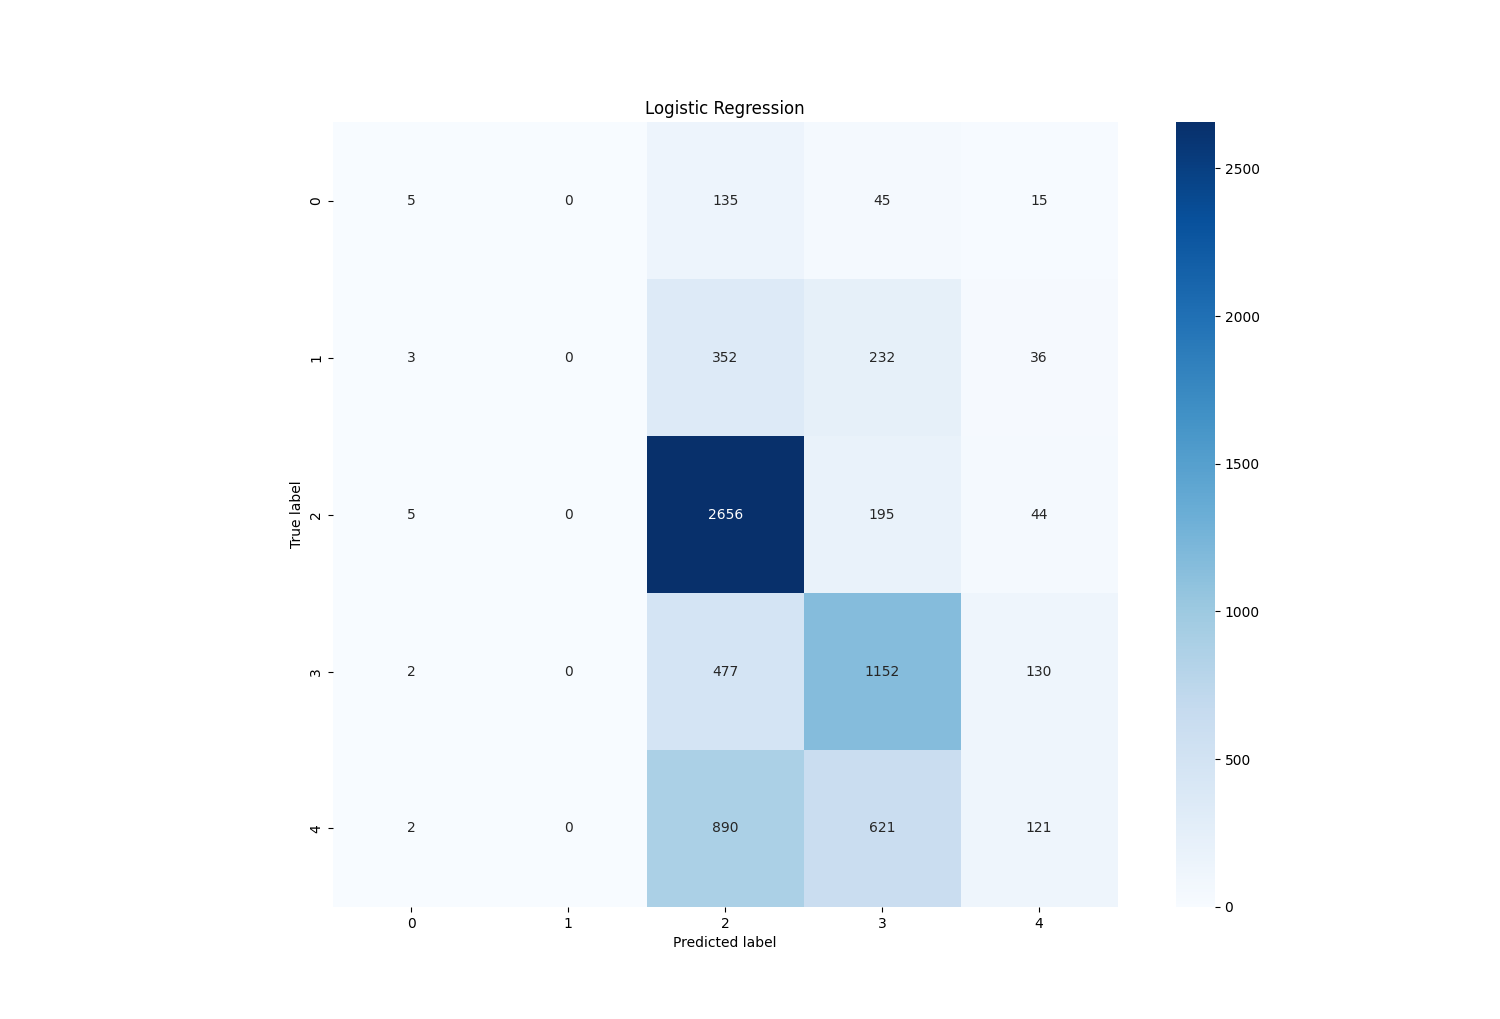 Logistic Regression
0 5 0 135 45 15
1 3 0 352 232 36
2 5 0 2656 195 44
3 2 0 477 1152 130
4 2 0 890 621 121
0 1 2 3 4
True label
Predicted label
2500
2000
1500
1000
500
0